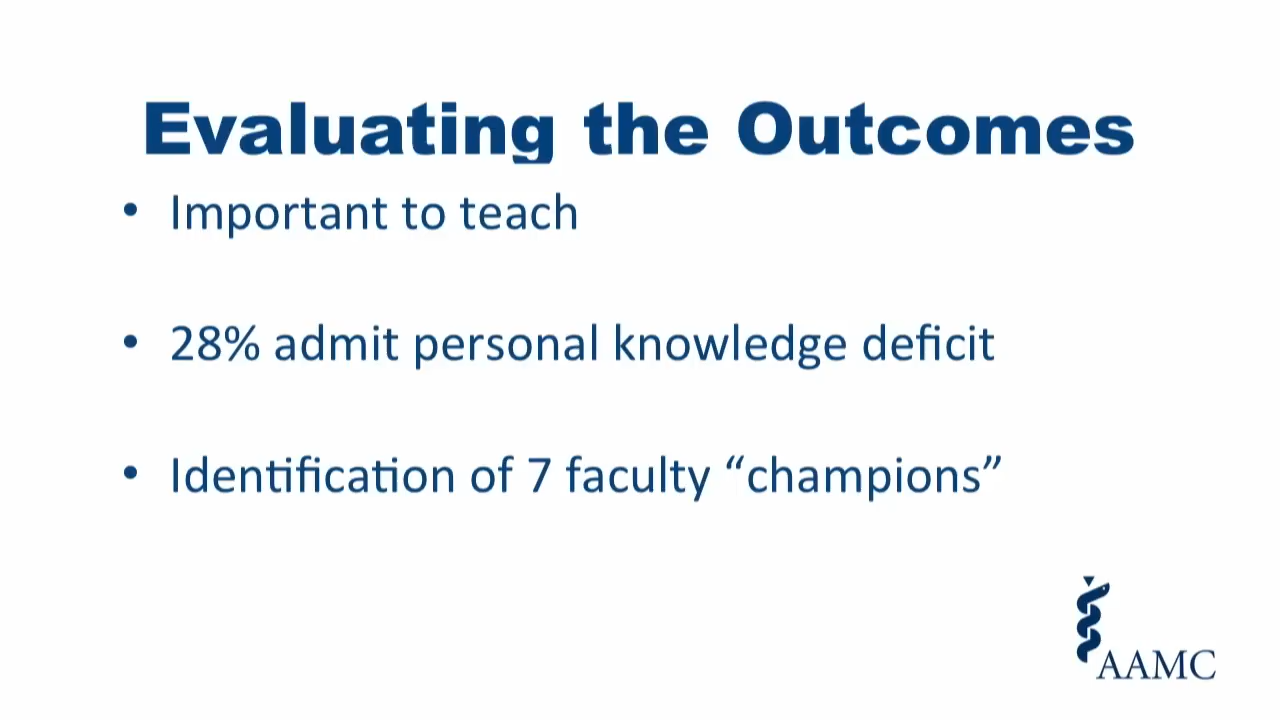 Evaluating the Outcomes
• Important to teach
• 28% admit personal knowledge deficit
• Identification of 7 faculty “champions”
AAMC